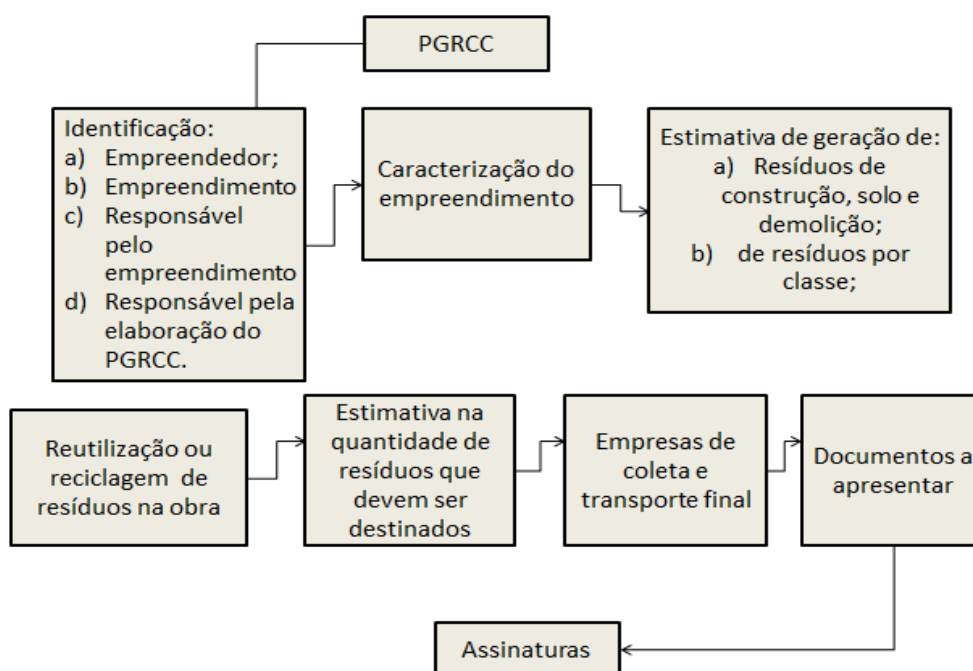 PGRCC
Identificação:
a) Empreendedor;
b) Empreendimento
c) Responsável
pelo
empreendimento
d) Responsável pela
elaboração do
PGRCC.
Caracterização do
empreendimento
Estimativa de geração de:
a) Resíduos de
construção, solo e
demolição;
b) de resíduos por
classe;
Reutilização ou
reciclagem de
resíduos na obra
Estimativa na
quantidade de
resíduos que
devem ser
destinados
Empresas de
coleta e
transporte final
Documentos a
apresentar
Assinaturas